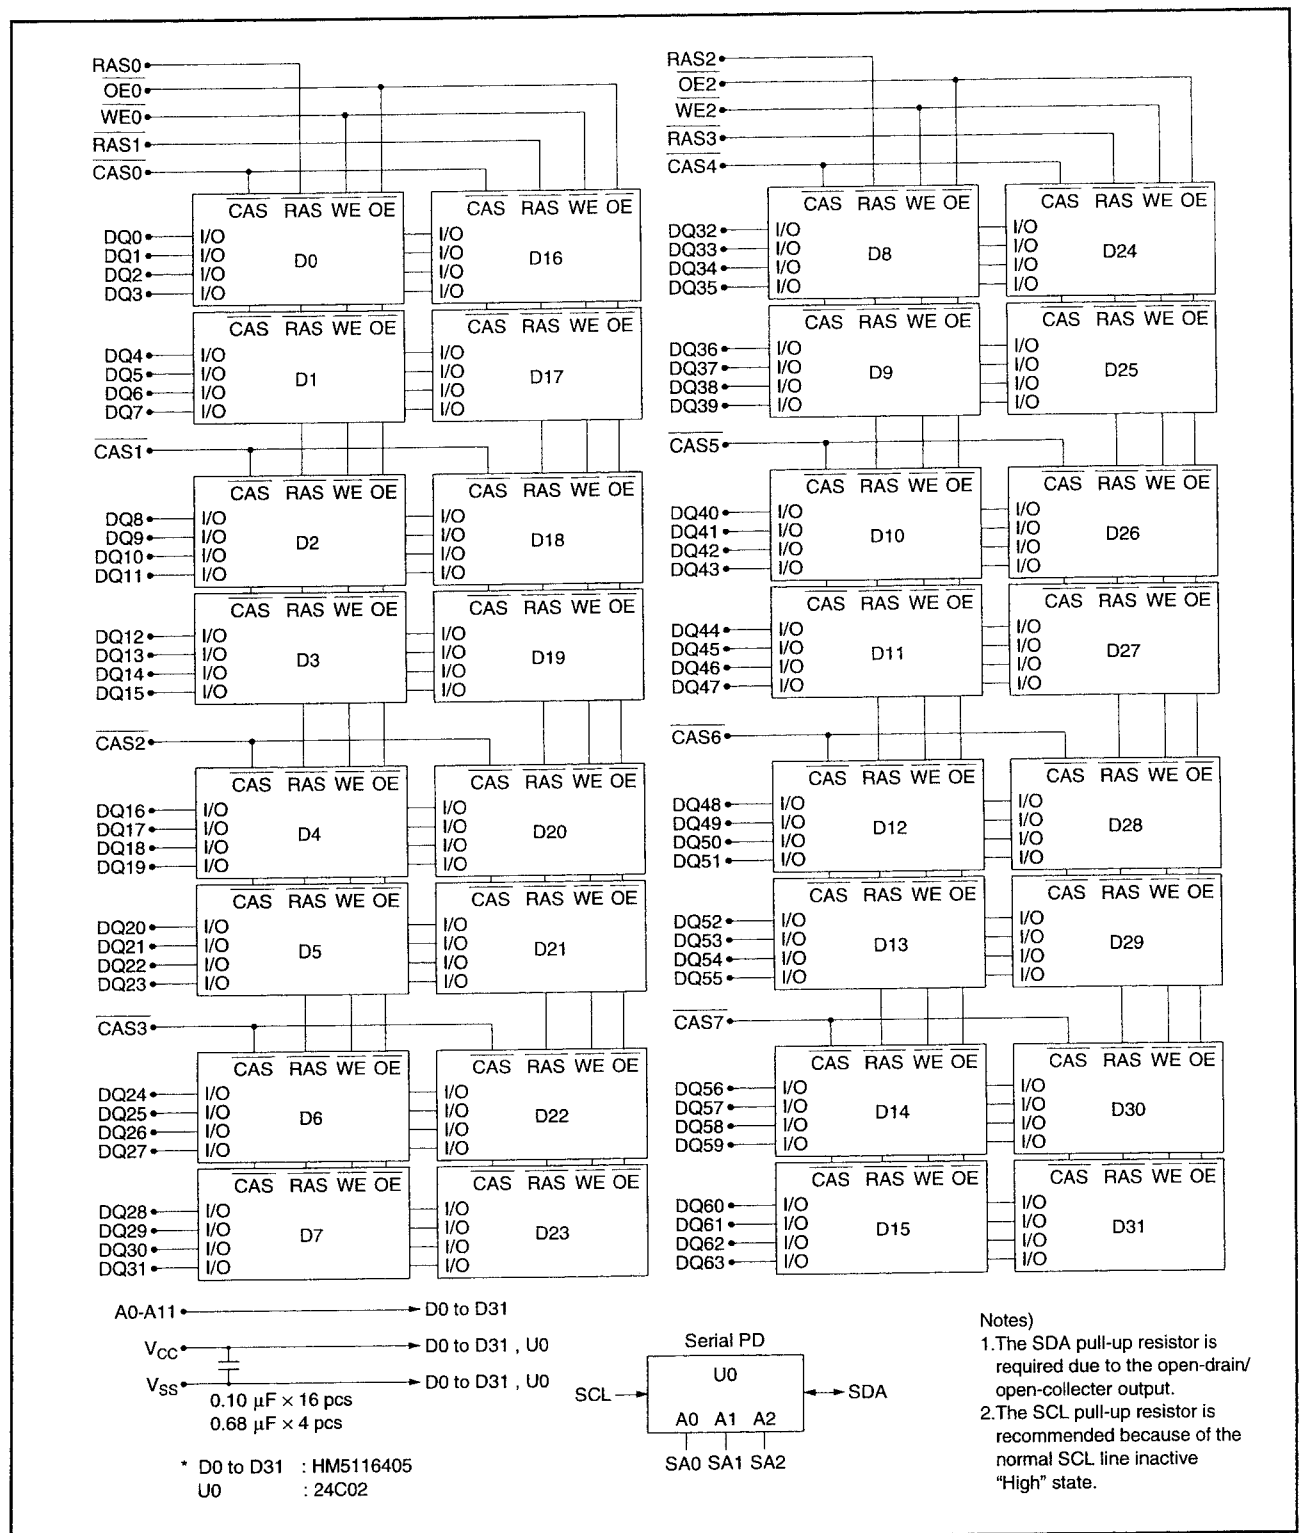 RAS0
OE0
WE0
RAS1
CAS0
CAS RAS WE OE
CAS RAS WE OE
DQ0 I/O I/O
DQ1 I/O D0 I/O D16
DQ2 I/O I/O
DQ3 I/O I/O
CAS RAS WE OE
CAS RAS WE OE
DQ4 I/O I/O
DQ5 I/O D1 I/O D17
DQ6 I/O I/O
DQ7 I/O I/O
CAS1
CAS RAS WE OE
CAS RAS WE OE
DQ8 I/O I/O
DQ9 I/O D2 I/O D18
DQ10 I/O I/O
DQ11 I/O I/O
CAS RAS WE OE
CAS RAS WE OE
DQ12 I/O I/O
DQ13 I/O D3 I/O D19
DQ14 I/O I/O
DQ15 I/O I/O
CAS2
CAS RAS WE OE
CAS RAS WE OE
DQ16 I/O I/O
DQ17 I/O D4 I/O D20
DQ18 I/O I/O
DQ19 I/O I/O
CAS RAS WE OE
CAS RAS WE OE
DQ20 I/O I/O
DQ21 I/O D5 I/O D21
DQ22 I/O I/O
DQ23 I/O I/O
CAS3
CAS RAS WE OE
CAS RAS WE OE
DQ24 I/O I/O
DQ25 I/O D6 I/O D22
DQ26 I/O I/O
DQ27 I/O I/O
CAS RAS WE OE
CAS RAS WE OE
DQ28 I/O I/O
DQ29 I/O D7 I/O D23
DQ30 I/O I/O
DQ31 I/O I/O
RAS2
OE2
WE2
RAS3
CAS4
CAS RAS WE OE
CAS RAS WE OE
DQ32 I/O I/O
DQ33 I/O D8 I/O D24
DQ34 I/O I/O
DQ35 I/O I/O
CAS RAS WE OE
CAS RAS WE OE
DQ36 I/O I/O
DQ37 I/O D9 I/O D25
DQ38 I/O I/O
DQ39 I/O I/O
CAS5
CAS RAS WE OE
CAS RAS WE OE
DQ40 I/O I/O
DQ41 I/O D10 I/O D26
DQ42 I/O I/O
DQ43 I/O I/O
CAS RAS WE OE
CAS RAS WE OE
DQ44 I/O I/O
DQ45 I/O D11 I/O D27
DQ46 I/O I/O
DQ47 I/O I/O
CAS6
CAS RAS WE OE
CAS RAS WE OE
DQ48 I/O I/O
DQ49 I/O D12 I/O D28
DQ50 I/O I/O
DQ51 I/O I/O
CAS RAS WE OE
CAS RAS WE OE
DQ52 I/O I/O
DQ53 I/O D13 I/O D29
DQ54 I/O I/O
DQ55 I/O I/O
CAS7
CAS RAS WE OE
CAS RAS WE OE
DQ56 I/O I/O
DQ57 I/O D14 I/O D30
DQ58 I/O I/O
DQ59 I/O I/O
CAS RAS WE OE
CAS RAS WE OE
DQ60 I/O I/O
DQ61 I/O D15 I/O D31
DQ62 I/O I/O
DQ63 I/O I/O
A0-A11 D0 to D31
VCC D0 to D31 , U0
VSS D0 to D31 , U0
0.10 µF × 16 pcs
0.68 µF × 4 pcs
* D0 to D31 : HM5116405
U0 : 24C02
Serial PD
U0
SCL SDA
A0 A1 A2
SA0 SA1 SA2
Notes)
1.The SDA pull-up resistor is
required due to the open-drain/
open-collecter output.
2.The SCL pull-up resistor is
recommended because of the
normal SCL line inactive
“High” state.